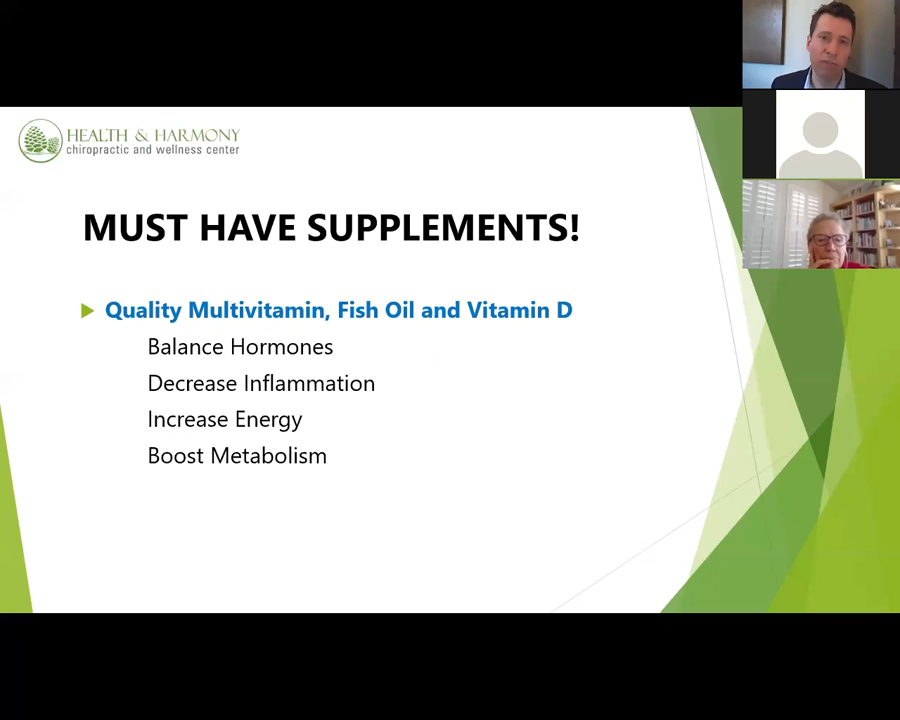 HEALTH & HARMONY
chiropractic and wellness center
MUST HAVE SUPPLEMENTS!
Quality Multivitamin, Fish Oil and Vitamin D
Balance Hormones
Decrease Inflammation
Increase Energy
Boost Metabolism